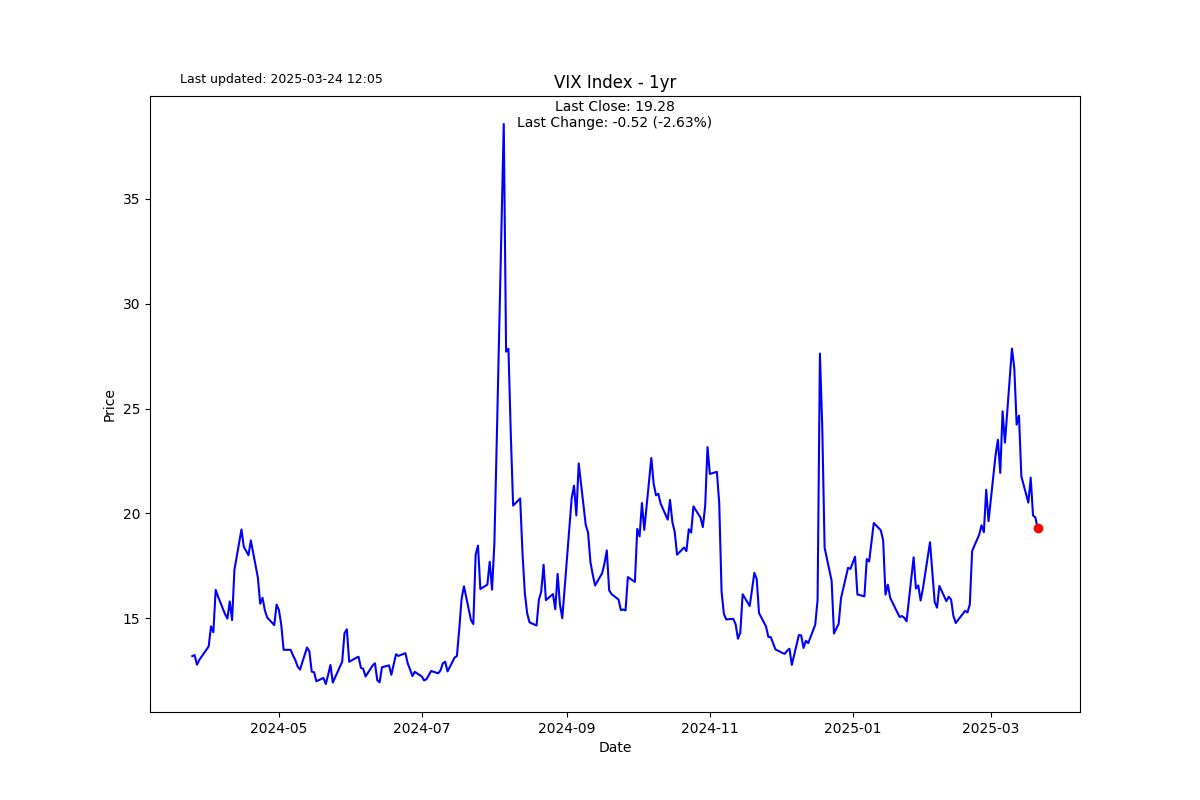 Last updated: 2025-03-24 12:05
VIX Index - 1yr
Last Close: 19.28
Last Change: -0.52 (-2.63%)
35
30
25
20
15
Price
2024-05
2024-07
2024-09
2024-11
2025-01
2025-03
Date